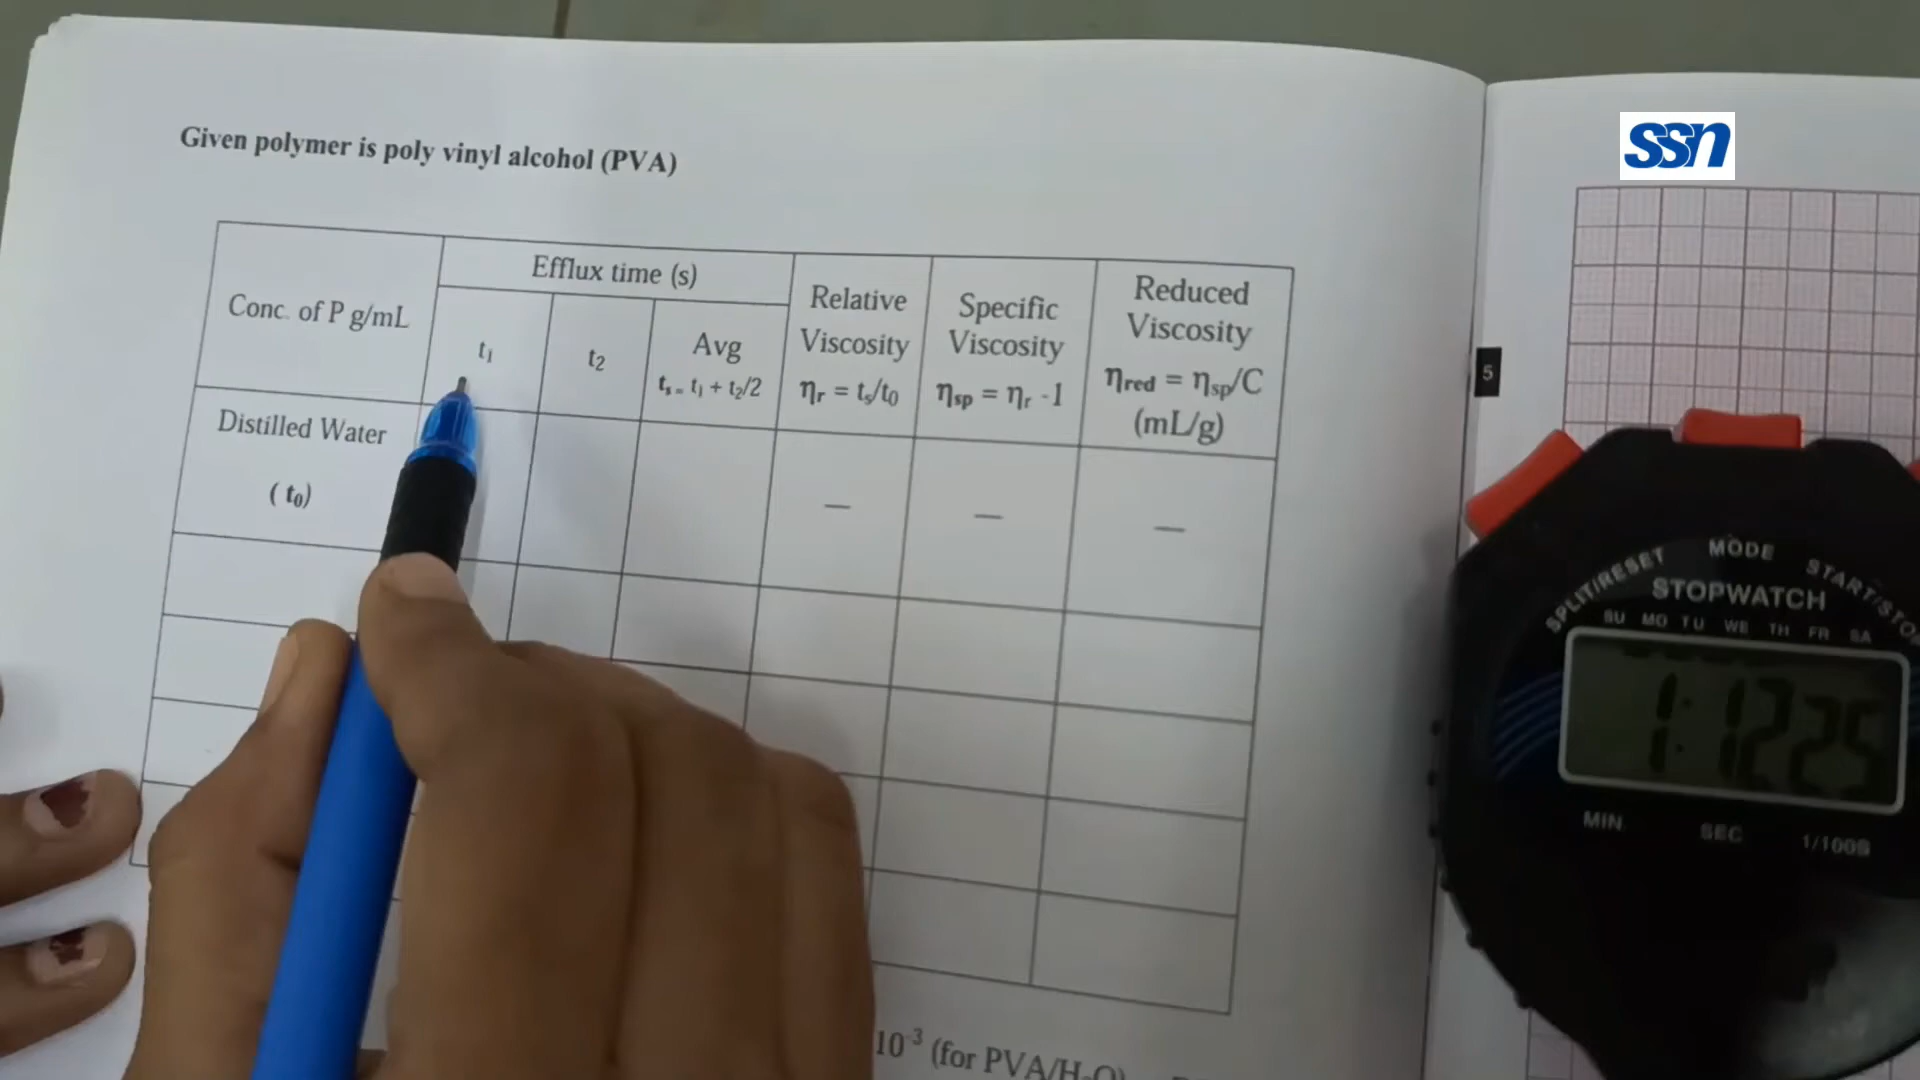 Given polymer is poly vinyl alcohol (PVA)
ssn
Conc. of P g/mL
Efflux time (s)
t₁
t₂
Avg
tₛ = t₁ + t₂/2
Relative
Viscosity
ηr = tₛ/t₀
Specific
Viscosity
ηsp = ηr -1
Reduced
Viscosity
ηred = ηsp/C
(mL/g)
Distilled Water
( t₀)
—
—
—
5
10⁻³ (for PVA/H₂O)
SPLIT/RESET
MODE
START/STO
STOPWATCH
SU MO TU WE TH FR SA
1:1225
MIN.
SEC
1/100S